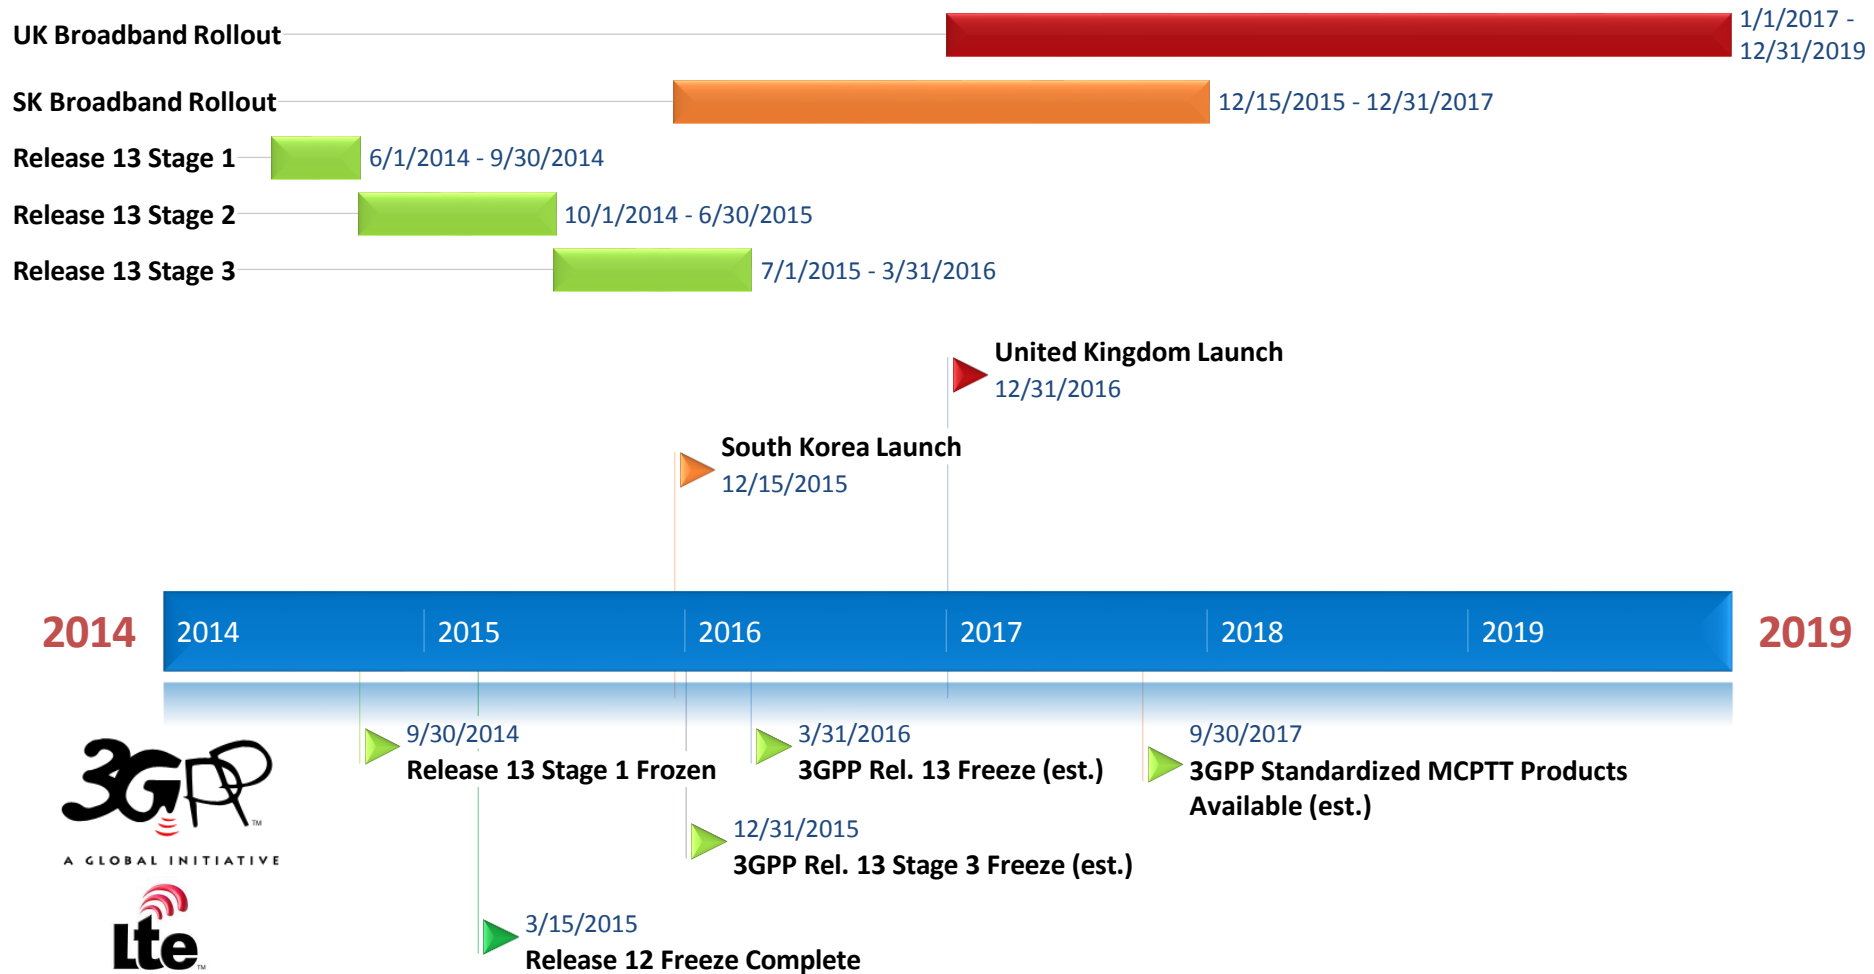 UK Broadband Rollout
1/1/2017 -
12/31/2019
SK Broadband Rollout
12/15/2015 - 12/31/2017
Release 13 Stage 1
6/1/2014 - 9/30/2014
Release 13 Stage 2
10/1/2014 - 6/30/2015
Release 13 Stage 3
7/1/2015 - 3/31/2016
United Kingdom Launch
12/31/2016
South Korea Launch
12/15/2015
2014
2014
2015
2016
2017
2018
2019
2019
9/30/2014
Release 13 Stage 1 Frozen
3/31/2016
3GPP Rel. 13 Freeze (est.)
9/30/2017
3GPP Standardized MCPTT Products
Available (est.)
12/31/2015
3GPP Rel. 13 Stage 3 Freeze (est.)
3/15/2015
Release 12 Freeze Complete
3GPP TM
A GLOBAL INITIATIVE
Lte TM